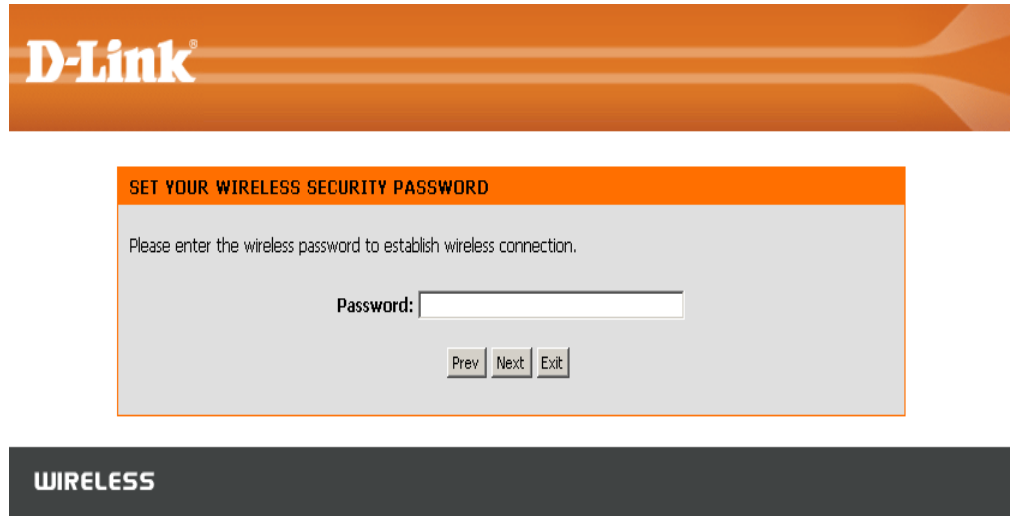 D-Link®
SET YOUR WIRELESS SECURITY PASSWORD
Please enter the wireless password to establish wireless connection.
Password:
Prev Next Exit
WIRELESS